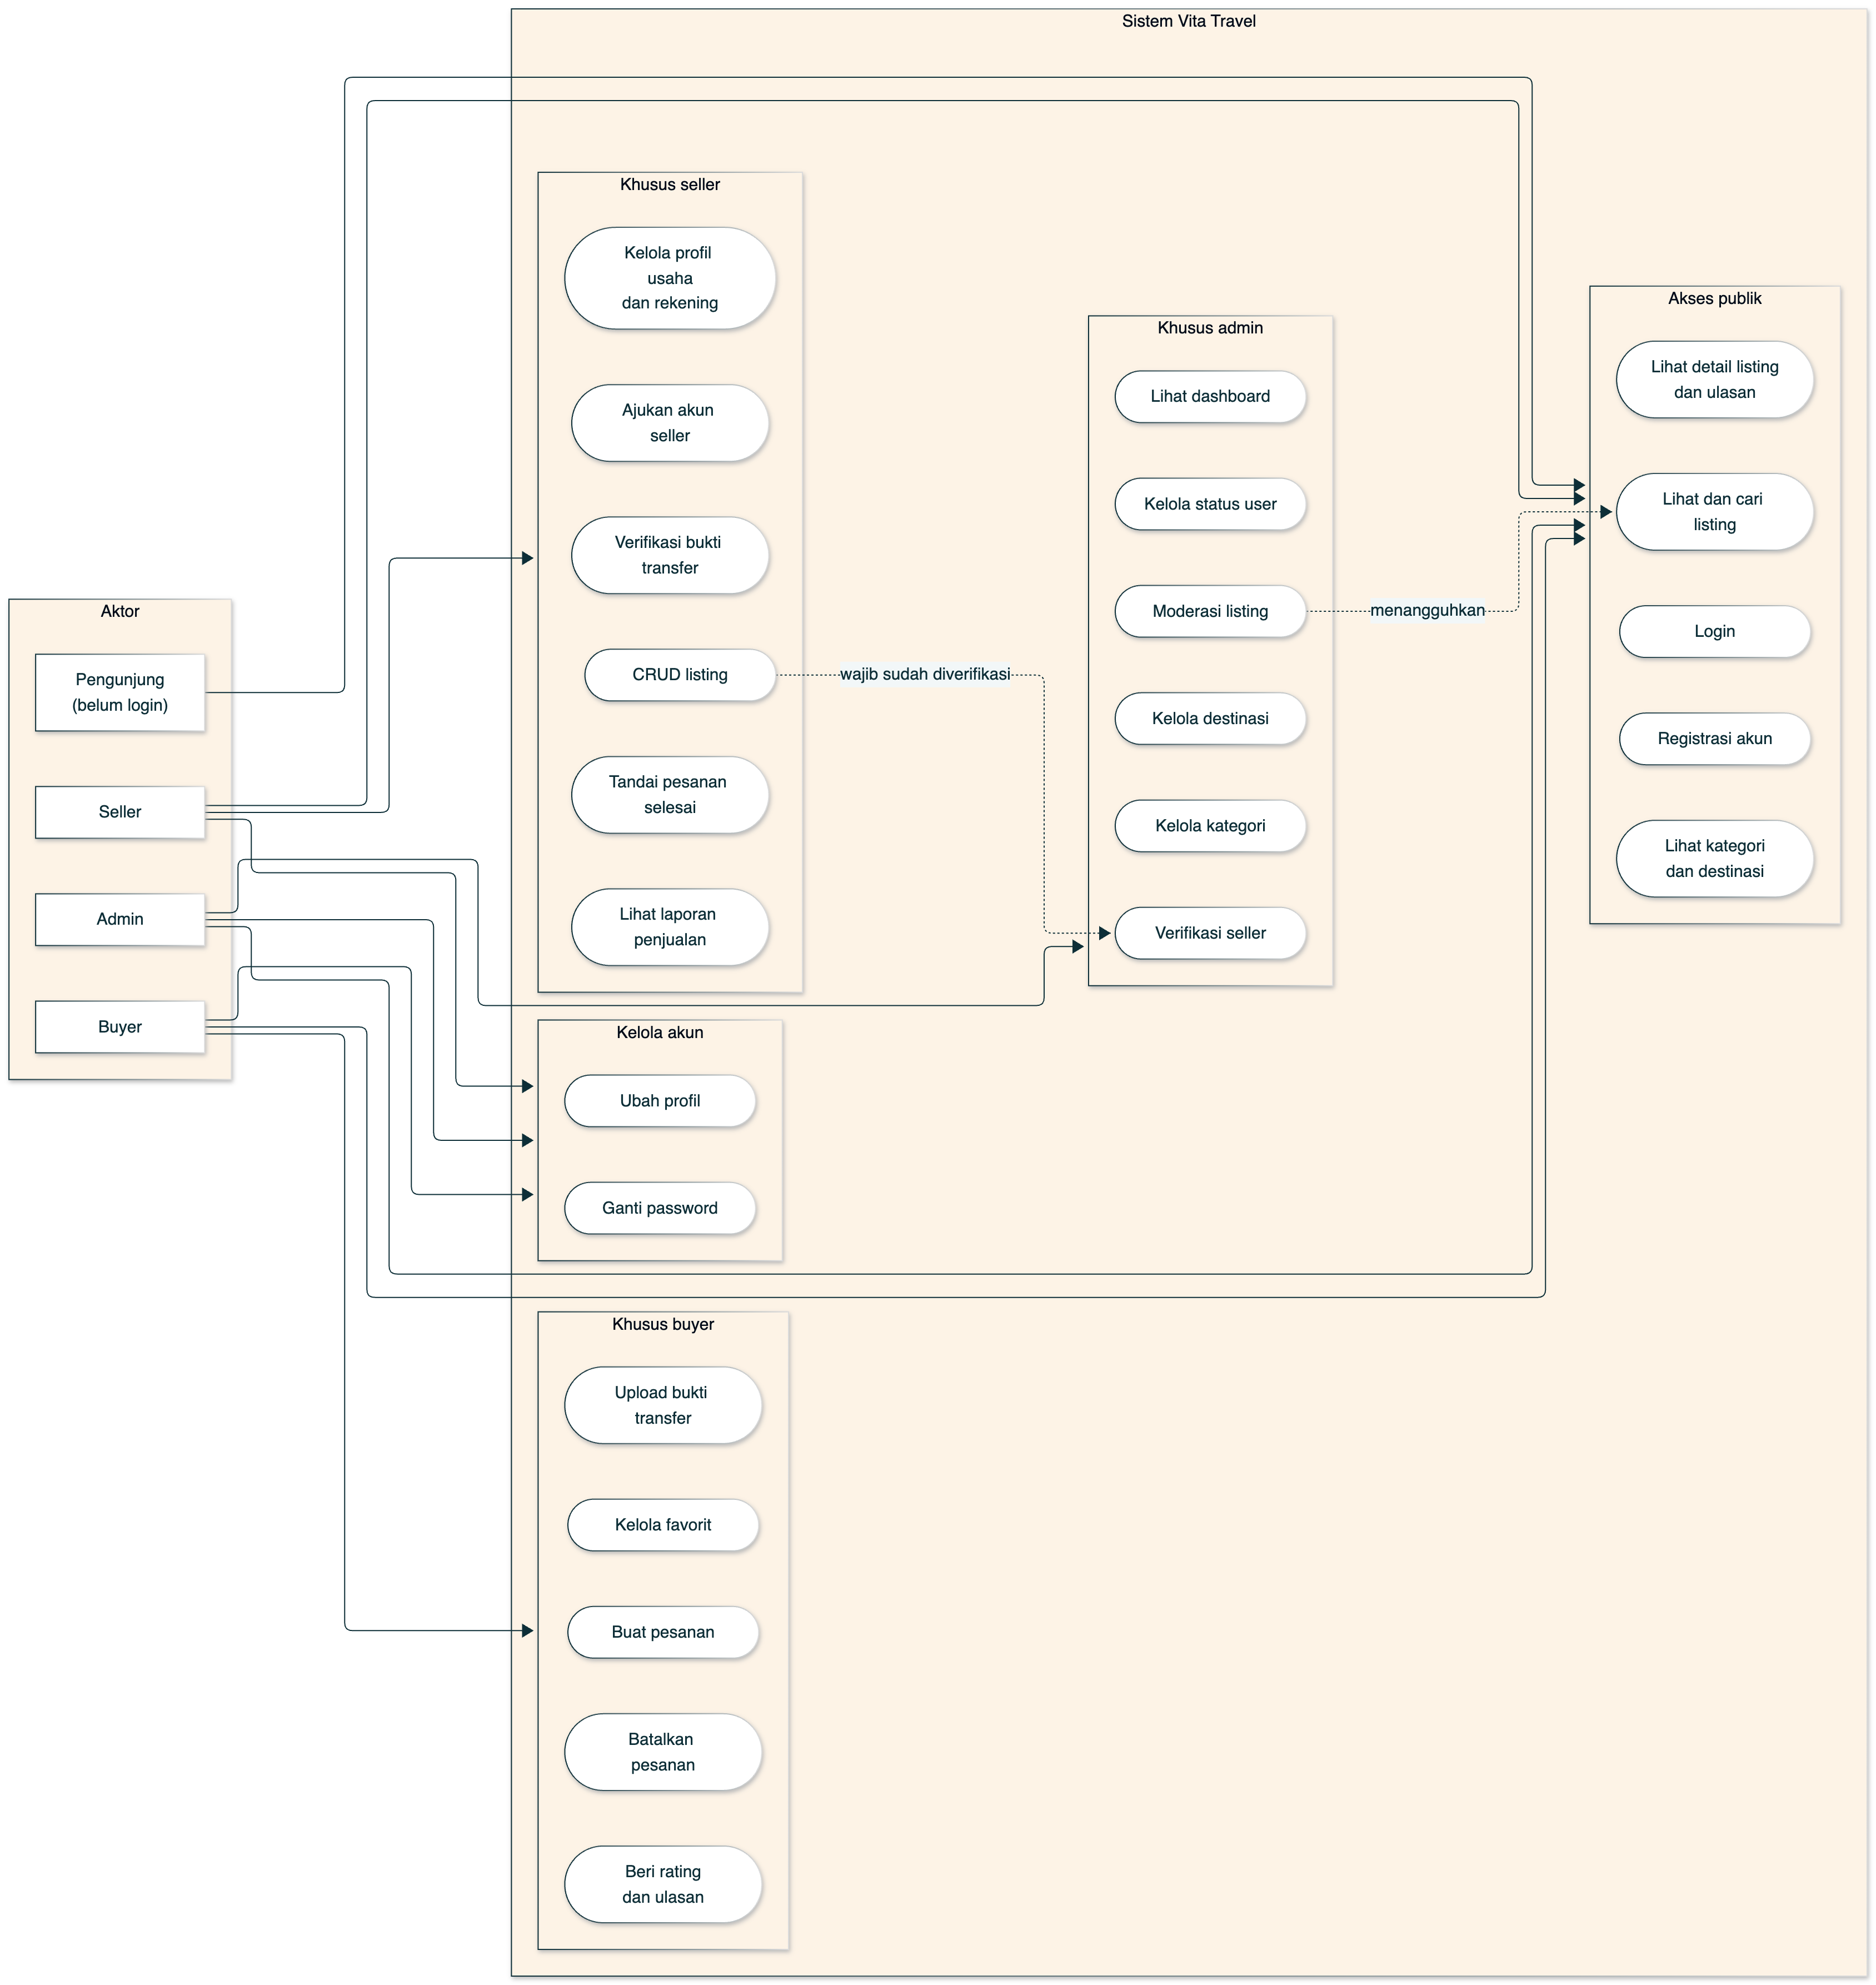 Sistem Vita Travel
Khusus seller
Kelola profil
usaha
dan rekening
Ajukan akun
seller
Verifikasi bukti
transfer
CRUD listing
Tandai pesanan
selesai
Lihat laporan
penjualan
wajib sudah diverifikasi
Khusus admin
Lihat dashboard
Kelola status user
Moderasi listing
Kelola destinasi
Kelola kategori
Verifikasi seller
menangguhkan
Akses publik
Lihat detail listing
dan ulasan
Lihat dan cari
listing
Login
Registrasi akun
Lihat kategori
dan destinasi
Aktor
Pengunjung
(belum login)
Seller
Admin
Buyer
Kelola akun
Ubah profil
Ganti password
Khusus buyer
Upload bukti
transfer
Kelola favorit
Buat pesanan
Batalkan
pesanan
Beri rating
dan ulasan